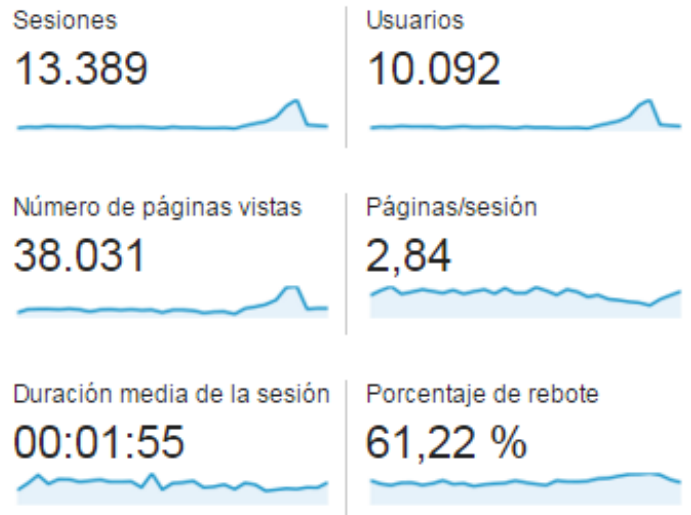 Sesiones
13.389
Usuarios
10.092
Número de páginas vistas
38.031
Páginas/sesión
2,84
Duración media de la sesión
00:01:55
Porcentaje de rebote
61,22 %